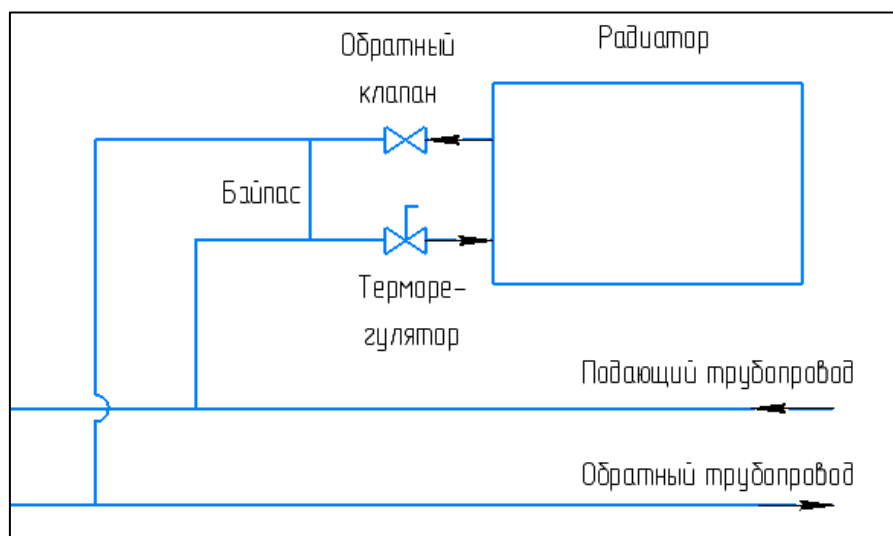 Обратный
клапан
Радиатор
Байпас
Терморе-
гулятор
Подающий трубопровод
Обратный трубопровод